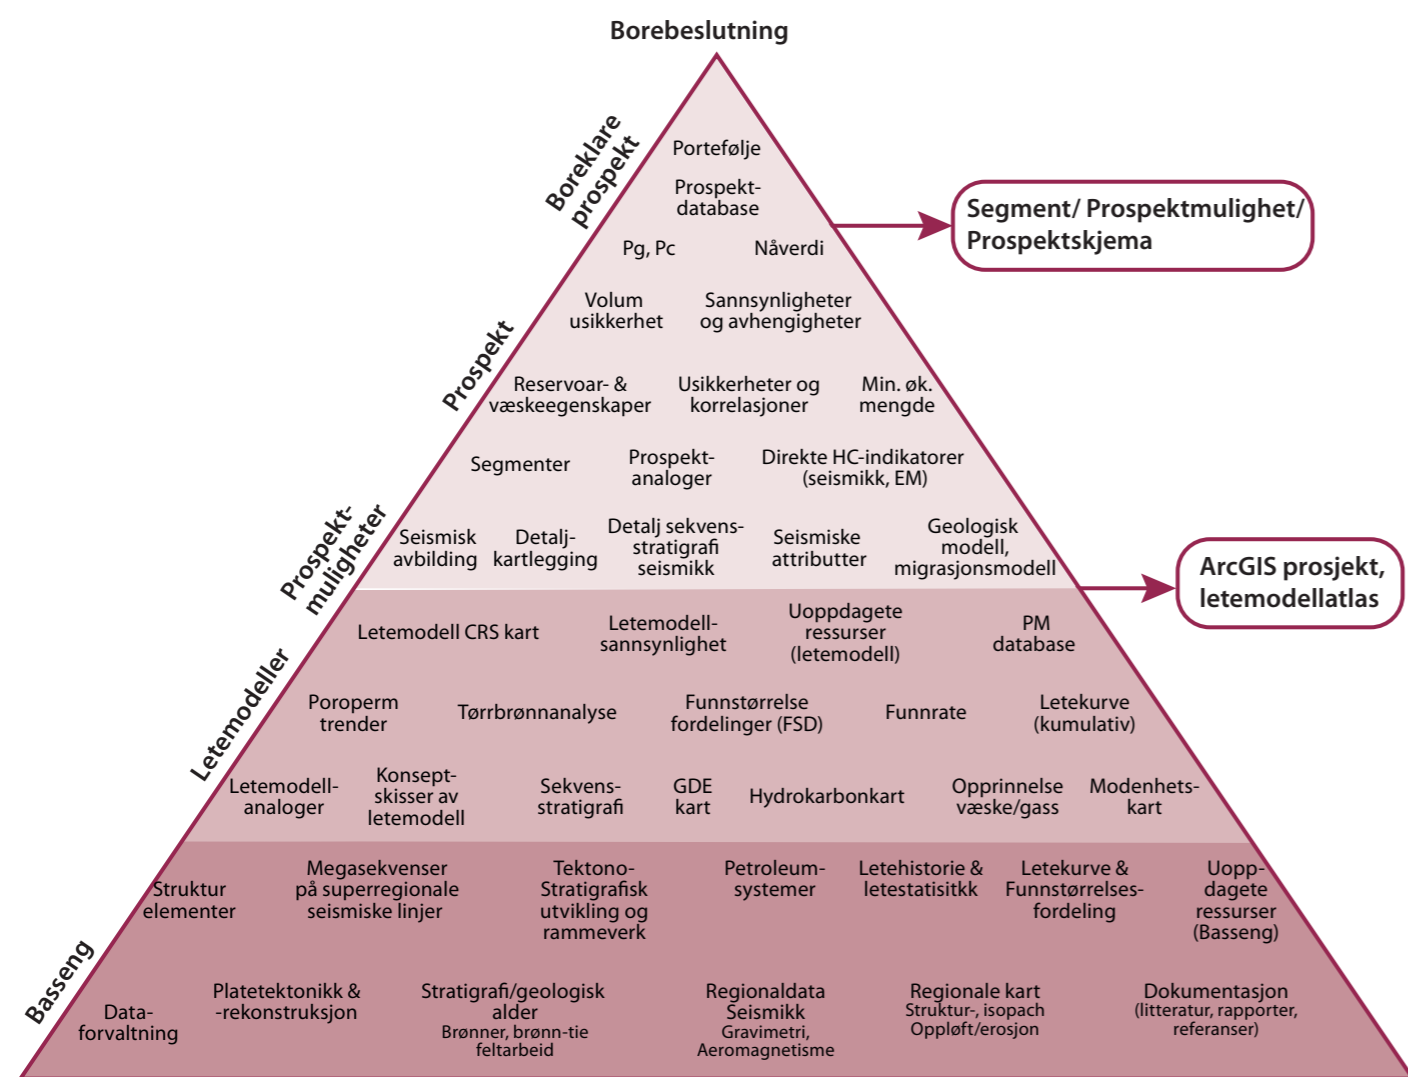 Borebeslutning
Boreklare
prospekt
Portefølje
Prospekt-
database
Segment/ Prospektmulighet/
Prospektskjema
Pg, Pc
Nåverdi
Volum
usikkerhet
Sannsynligheter
og avhengigheter
Prospekt
Reservoar- &
væskeegenskaper
Usikkerheter og
korrelasjoner
Min. øk.
mengde
Segmenter
Prospekt-
analoger
Direkte HC-indikatorer
(seismikk, EM)
Prospekt-
muligheter
Seismisk
avbilding
Detalj-
kartlegging
Detalj sekvens-
stratigrafi
seismikk
Seismiske
attributter
Geologisk
modell,
migrasjonsmodell
ArcGIS prosjekt,
letemodellatlas
Letemodeller
Letemodell CRS kart
Letemodell-
sannsynlighet
Uoppdagete
ressurser
(letemodell)
PM
database
Poroperm
trender
Tørrbrønnanalyse
Funnstørrelse
fordelinger (FSD)
Funnrate
Letekurve
(kumulativ)
Letemodell-
analoger
Konsept-
skisser av
letemodell
Sekvens-
stratigrafi
GDE
kart
Hydrokarbonkart
Opprinnelse
væske/gass
Modenhets-
kart
Basseng
Struktur
elementer
Megasekvenser
på superregionale
seismiske linjer
Tektono-
Stratigrafisk
utvikling og
rammeverk
Petroleum-
systemer
Letehistorie &
letestatisitkk
Letekurve &
Funnstørrelses-
fordeling
Uopp-
dagete
ressurser
(Basseng)
Data-
forvaltning
Platetektonikk &
-rekonstruksjon
Stratigrafi/geologisk
alder
Brønner, brønn-tie
feltarbeid
Regionaldata
Seismikk
Gravimetri,
Aeromagnetisme
Regionale kart
Struktur-, isopach
Oppløft/erosjon
Dokumentasjon
(litteratur, rapporter,
referanser)